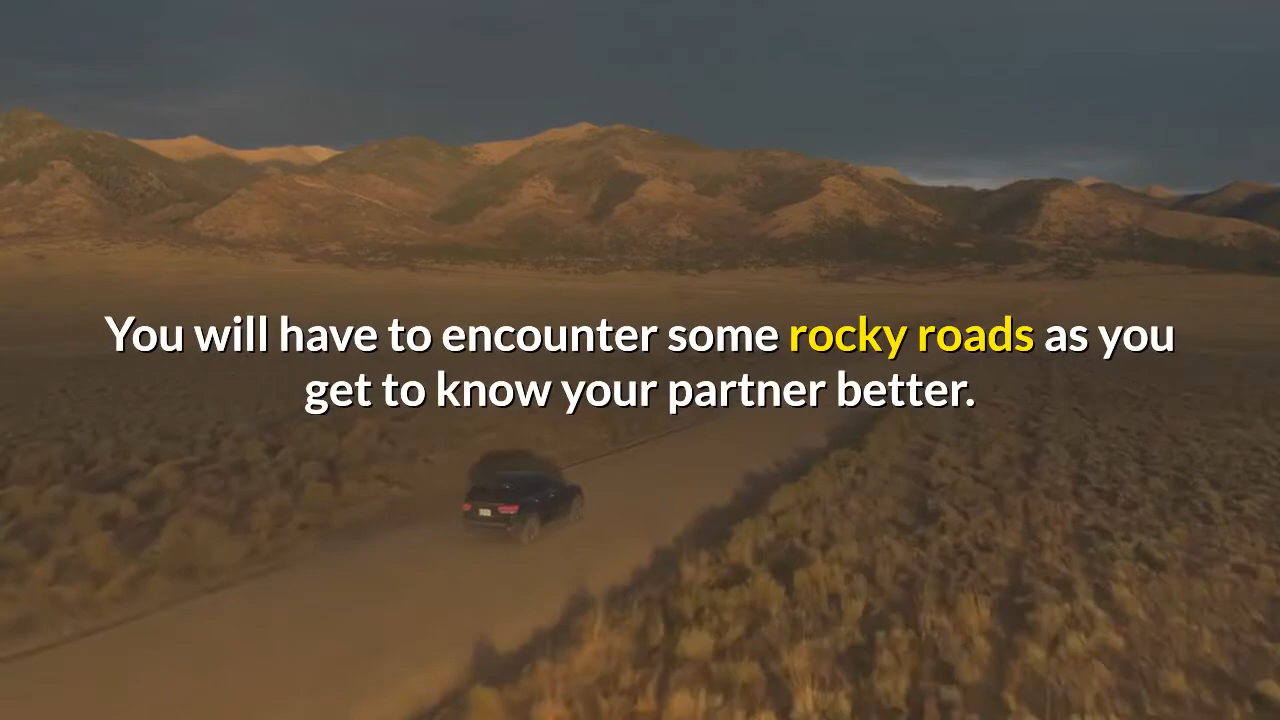 You will have to encounter some rocky roads as you
get to know your partner better.